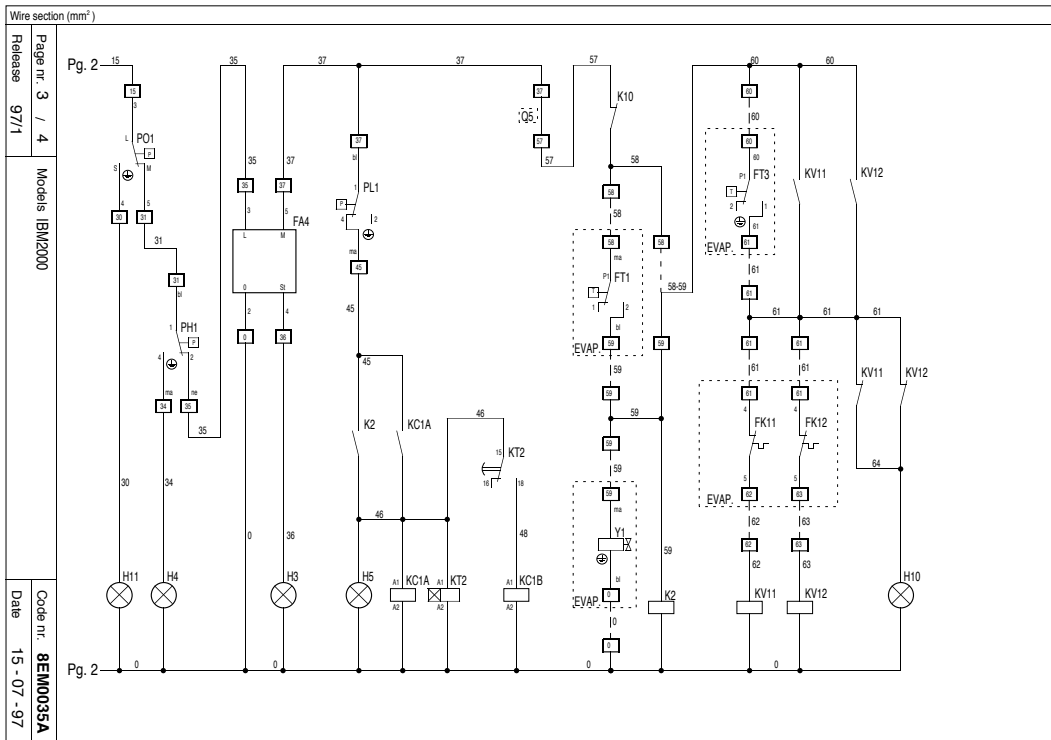 Wire section (mm²)
Page nr. 3 / 4
Release 97/1
Models IBM2000
Code nr. 8EM0035A
Date 15 - 07 - 97
Pg. 2 15 35 37 37 57 60 60
15 37 K10 60
3 Q5 60
L PO1 P 37 57 60
S M bl 57 58 P1 FT3 KV11 KV12
35 37 1 PL1 T
4 5 35 37 P 58 2 1
30 31 3 5 FA4 4 2 58 61
31 L M ma 58 58 EVAP. 61
31 45 ma 61
bl P1 FT1 58-59 61
0 St T 61 61 61
1 PH1 P 2 4 45 1 2
4 2 0 36 bl 61 61
EVAP. 59 59 61 61
45 59 KV11 KV12
ma ne 59 61 61
34 35 K2 KC1A 46 59 4 4
35 15 KT2 59 FK11 FK12
16 18 59 64
30 34 59 5 5
46 ma EVAP. 62 63
0 36 48 Y1 62 63
59 62 63
H11 H4 H3 H5 A1 KC1A A1 KT2 A1 KC1B bl 62 63 H10
A2 A2 A2 EVAP. 0 K2 KV11 KV12
0
0
Pg. 2 0 0 0 0